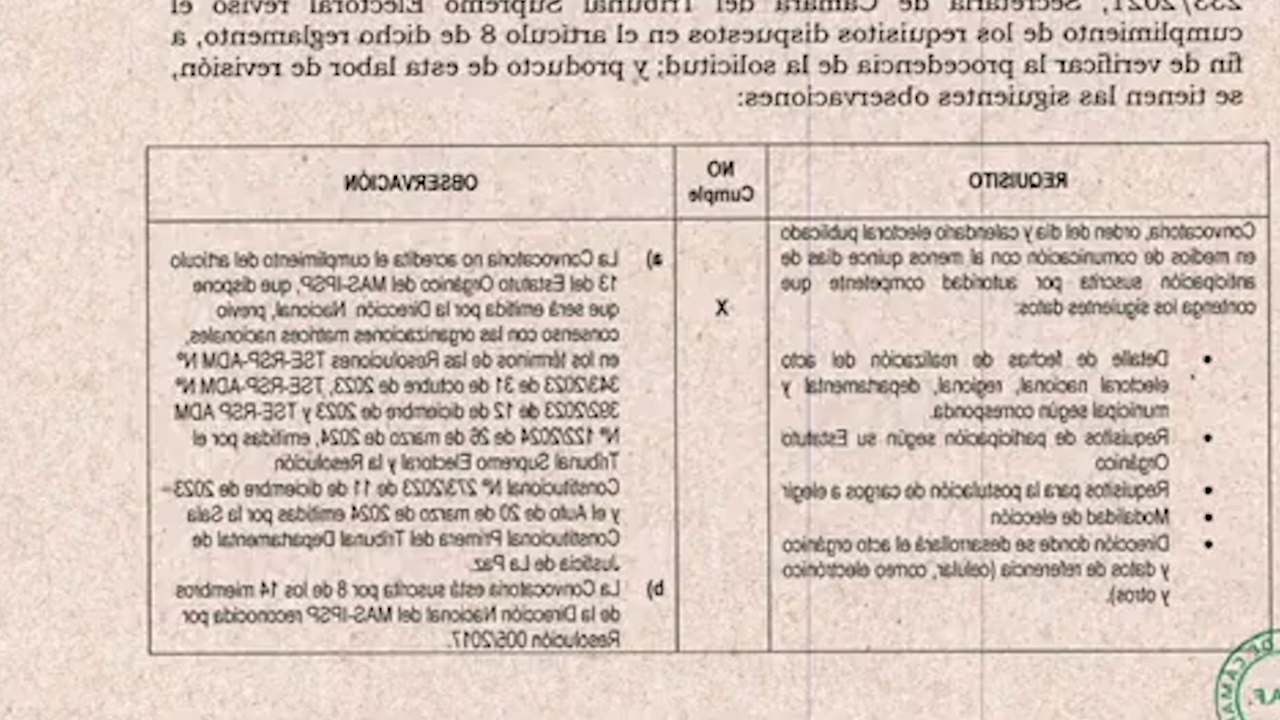 233/2021, Secretaría de Cámara del Tribunal Supremo Electoral revisó el
cumplimiento de los requisitos dispuestos en el artículo 8 de dicho reglamento, a
fin de verificar la procedencia de la solicitud; y producto de esta labor de revisión,
se tienen las siguientes observaciones:
REQUISITO
NO
Cumple
OBSERVACIÓN
Convocatoria, orden del día y calendario electoral publicado
en medios de comunicación con al menos quince días de
anticipación suscrita por autoridad competente que
contenga los siguientes datos:
• Detalle de fechas de realización del acto
electoral nacional, regional, departamental y
municipal según corresponda.
• Requisitos de participación según su Estatuto
Orgánico
• Requisitos para la postulación de cargos a elegir
• Modalidad de elección
• Dirección donde se desarrollará el acto orgánico
y datos de referencia (celular, correo electrónico
y otros).
X
a) La Convocatoria no acredita el cumplimiento del artículo
13 del Estatuto Orgánico del MAS-IPSP, que dispone
que será emitida por la Dirección Nacional, previo
consenso con las organizaciones matrices nacionales,
en los términos de las Resoluciones TSE-RSP-ADM Nº
343/2023 de 31 de octubre de 2023, TSE-RSP-ADM Nº
392/2023 de 12 de diciembre de 2023 y TSE-RSP ADM
Nº 122/2024 de 26 de marzo de 2024, emitidas por el
Tribunal Supremo Electoral y la Resolución
Constitucional Nº 273/2023 de 11 de diciembre de 2023
y el Auto de 20 de marzo de 2024 emitidas por la Sala
Constitucional Primera del Tribunal Departamental de
Justicia de La Paz.
b) La Convocatoria está suscrita por 8 de los 14 miembros
de la Dirección Nacional del MAS-IPSP reconocida por
Resolución 005/2017.
DE CÁMA